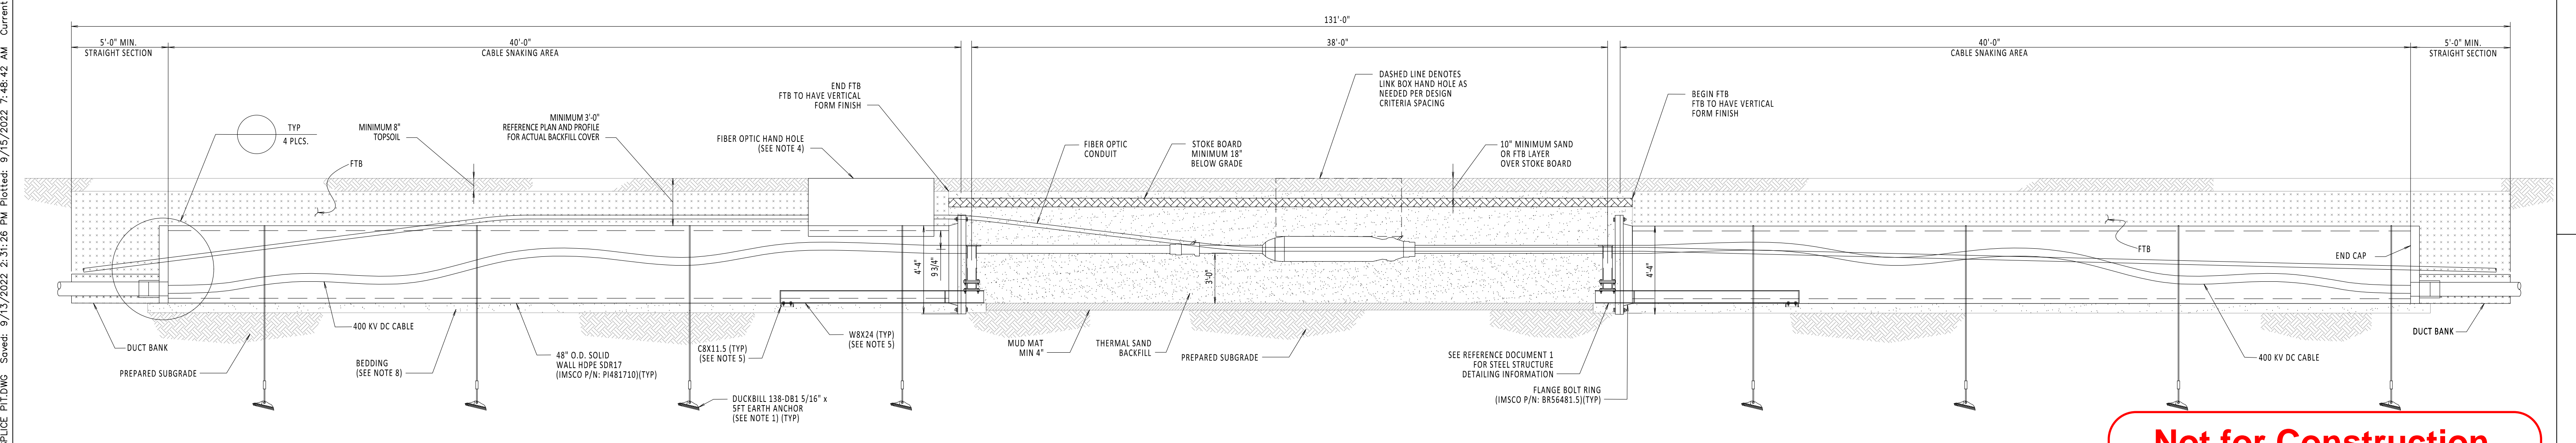 SPLICE PIT.DWG Saved: 9/13/2022 2:31:26 PM Plotted: 9/15/2022 7:48:42 AM Current
131'-0"
5'-0" MIN.
STRAIGHT SECTION
40'-0"
CABLE SNAKING AREA
38'-0"
40'-0"
CABLE SNAKING AREA
5'-0" MIN.
STRAIGHT SECTION
TYP
4 PLCS.
FTB
MINIMUM 8"
TOPSOIL
MINIMUM 3'-0"
REFERENCE PLAN AND PROFILE
FOR ACTUAL BACKFILL COVER
END FTB
FTB TO HAVE VERTICAL
FORM FINISH
FIBER OPTIC HAND HOLE
(SEE NOTE 4)
FIBER OPTIC
CONDUIT
STOKE BOARD
MINIMUM 18"
BELOW GRADE
DASHED LINE DENOTES
LINK BOX HAND HOLE AS
NEEDED PER DESIGN
CRITERIA SPACING
10" MINIMUM SAND
OR FTB LAYER
OVER STOKE BOARD
BEGIN FTB
FTB TO HAVE VERTICAL
FORM FINISH
FTB
END CAP
4'-4"
9 3/4"
3'-0"
4'-4"
DUCT BANK
PREPARED SUBGRADE
400 KV DC CABLE
BEDDING
(SEE NOTE 8)
48" O.D. SOLID
WALL HDPE SDR17
(IMSCO P/N: PI481710)(TYP)
C8X11.5 (TYP)
(SEE NOTE 5)
W8X24 (TYP)
(SEE NOTE 5)
DUCKBILL 138-DB1 5/16" x
5FT EARTH ANCHOR
(SEE NOTE 1) (TYP)
MUD MAT
MIN 4"
THERMAL SAND
BACKFILL
PREPARED SUBGRADE
SEE REFERENCE DOCUMENT 1
FOR STEEL STRUCTURE
DETAILING INFORMATION
FLANGE BOLT RING
(IMSCO P/N: BR56481.5)(TYP)
400 KV DC CABLE
DUCT BANK
Not for Construction